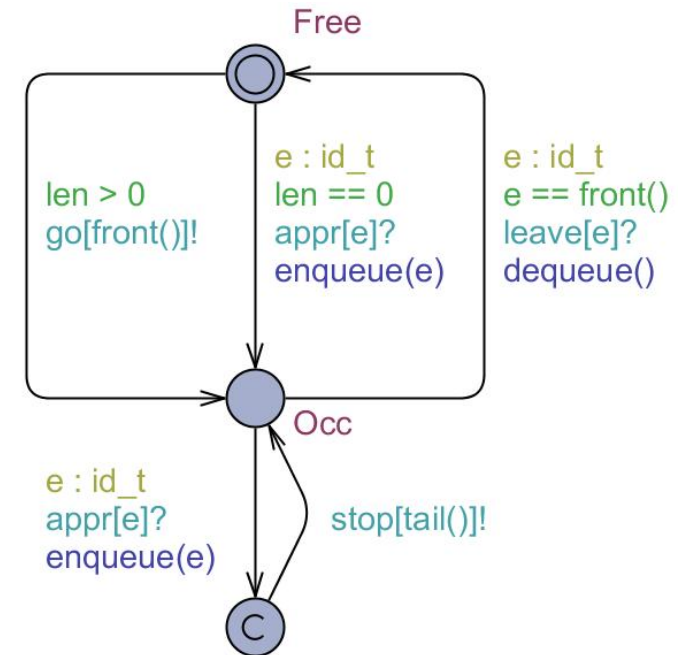 Free
len > 0
go[front()]!
e : id_t
len == 0
appr[e]?
enqueue(e)
e : id_t
e == front()
leave[e]?
dequeue()
Occ
e : id_t
appr[e]?
enqueue(e)
stop[tail()]!
C